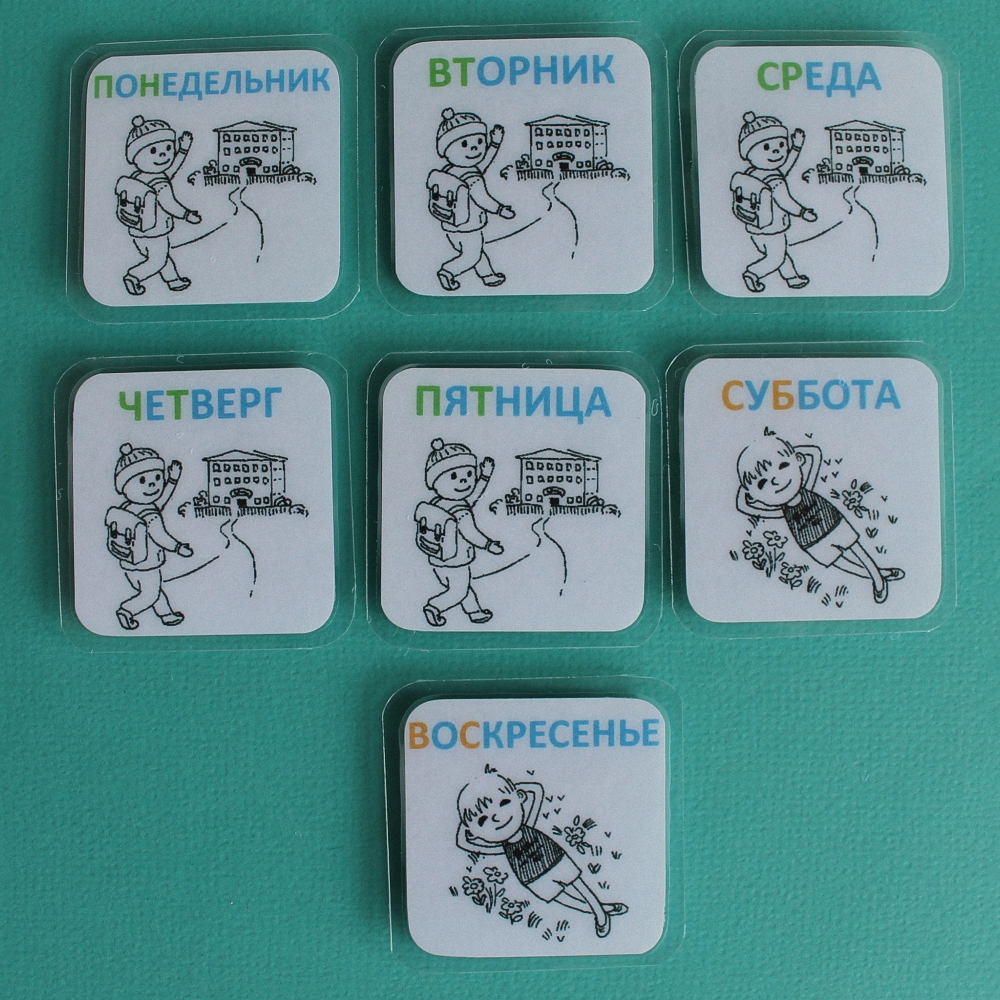 ПОНЕДЕЛЬНИК
ВТОРНИК
СРЕДА
ЧЕТВЕРГ
ПЯТНИЦА
СУББОТА
ВОСКРЕСЕНЬЕ